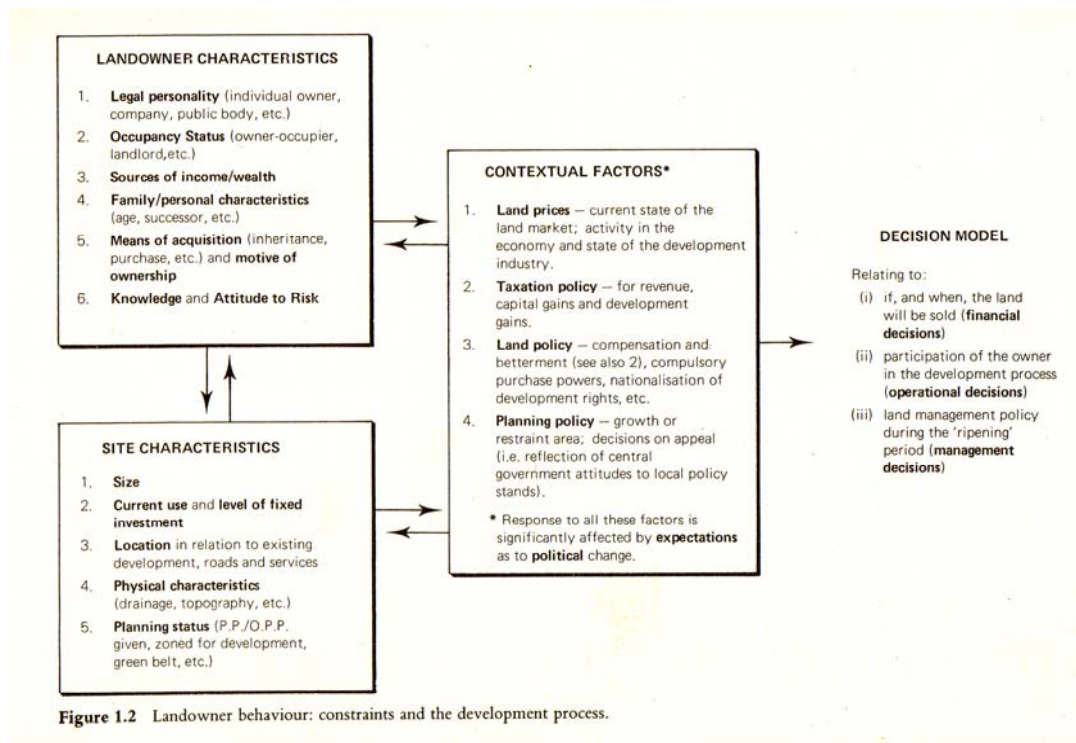 LANDOWNER CHARACTERISTICS
1. Legal personality (individual owner,
company, public body, etc.)
2. Occupancy Status (owner-occupier,
landlord,etc.)
3. Sources of income/wealth
4. Family/personal characteristics
(age, successor, etc.)
5. Means of acquisition (inheritance,
purchase, etc.) and motive of
ownership
6. Knowledge and Attitude to Risk
SITE CHARACTERISTICS
1. Size
2. Current use and level of fixed
investment
3. Location in relation to existing
development, roads and services
4. Physical characteristics
(drainage, topography, etc.)
5. Planning status (P.P./O.P.P.
given, zoned for development,
green belt, etc.)
CONTEXTUAL FACTORS*
1. Land prices – current state of the
land market; activity in the
economy and state of the development
industry.
2. Taxation policy – for revenue,
capital gains and development
gains.
3. Land policy – compensation and
betterment (see also 2), compulsory
purchase powers, nationalisation of
development rights, etc.
4. Planning policy – growth or
restraint area; decisions on appeal
(i.e. reflection of central
government attitudes to local policy
stands).
* Response to all these factors is
significantly affected by expectations
as to political change.
DECISION MODEL
Relating to:
(i) if, and when, the land
will be sold (financial
decisions)
(ii) participation of the owner
in the development process
(operational decisions)
(iii) land management policy
during the 'ripening'
period (management
decisions)
Figure 1.2 Landowner behaviour: constraints and the development process.